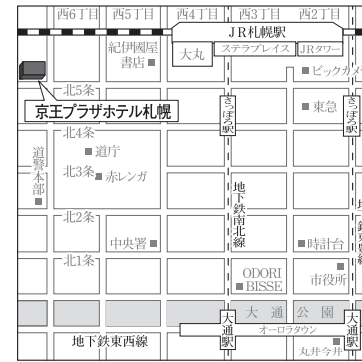 西6丁目 西5丁目 西4丁目 西3丁目 西2丁目
JR札幌駅
紀伊國屋
書店
大丸
ステラプレイス
JRタワー
ビックカメ
北5条
京王プラザホテル札幌
さっぽろ駅
さっぽろ駅
東急
北4条
道庁
道警本部
北3条
赤レンガ
地下鉄南北線
北2条
中央署
時計台
北1条
市役所
ODORI
BISSE
大通公園
大通駅
大通駅
オーロラタウン
地下鉄東西線
丸井今井